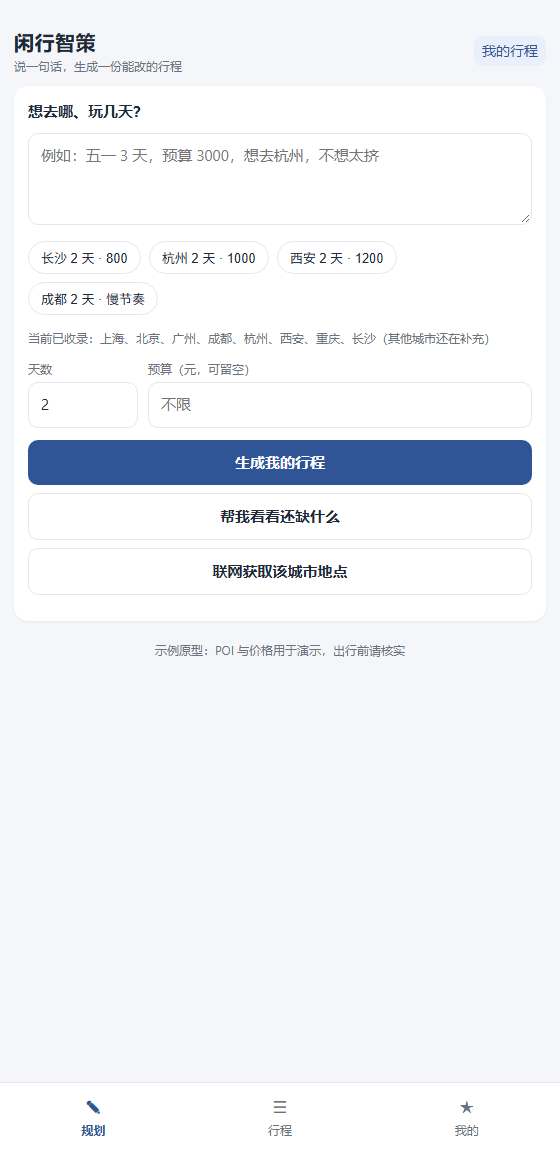 闲行智策
我的行程
说一句话，生成一份能改的行程
想去哪、玩几天？
例如：五一 3 天，预算 3000，想去杭州，不想太挤
长沙 2 天 · 800
杭州 2 天 · 1000
西安 2 天 · 1200
成都 2 天 · 慢节奏
当前已收录：上海、北京、广州、成都、杭州、西安、重庆、长沙（其他城市还在补充）
天数
预算（元，可留空）
2
不限
生成我的行程
帮我看看还缺什么
联网获取该城市地点
示例原型：POI 与价格用于演示，出行前请核实
规划
行程
我的